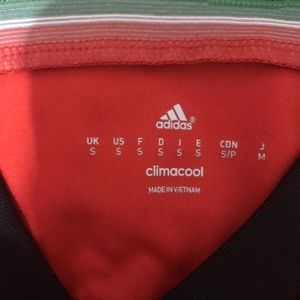 adidas
UK US F D I E CDN J
S S S S S S S/P M
climacool
MADE IN VIETNAM